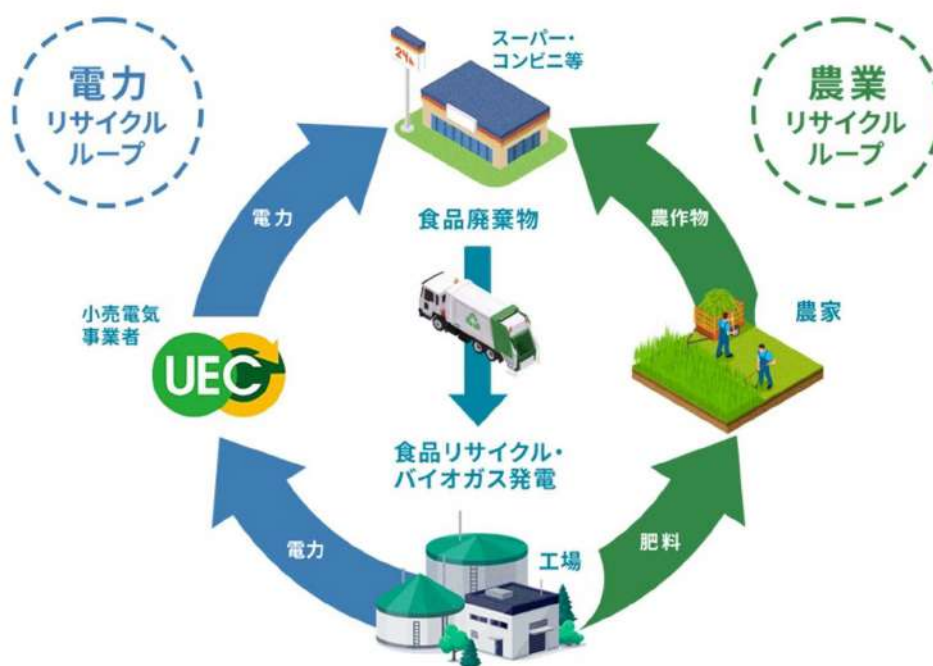 電力
リサイクル
ループ
スーパー・
コンビニ等
24h
農業
リサイクル
ループ
電力
食品廃棄物
農作物
小売電気
事業者
UEC
農家
食品リサイクル・
バイオガス発電
電力
工場
肥料